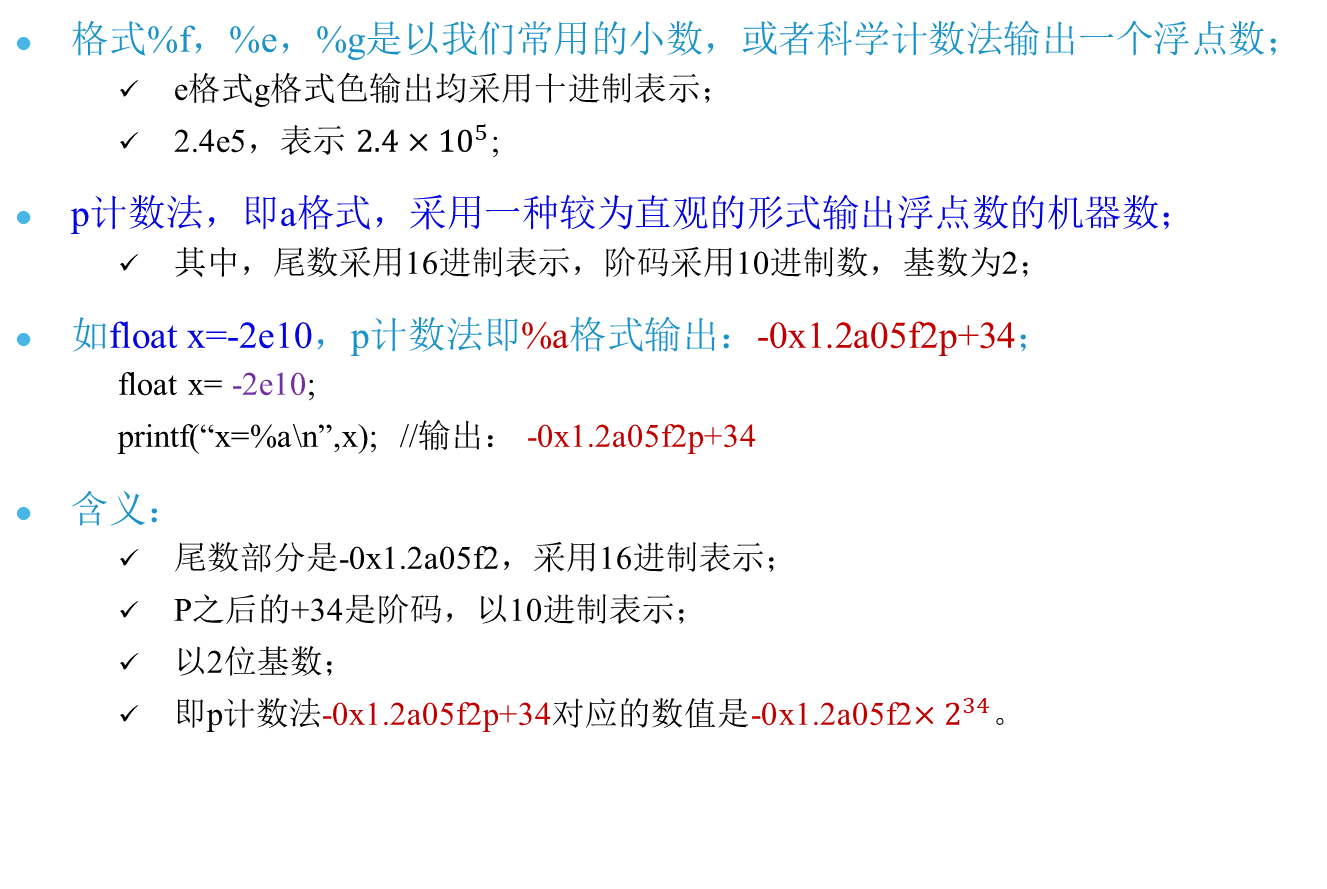 格式%f，%e，%g是以我们常用的小数，或者科学计数法输出一个浮点数；
e格式g格式色输出均采用十进制表示；
2.4e5，表示 2.4 × 10⁵;
p计数法，即a格式，采用一种较为直观的形式输出浮点数的机器数；
其中，尾数采用16进制表示，阶码采用10进制数，基数为2；
如float x=-2e10，p计数法即%a格式输出：-0x1.2a05f2p+34；
float x= -2e10;
printf(“x=%a\n”,x); //输出： -0x1.2a05f2p+34
含义：
尾数部分是-0x1.2a05f2，采用16进制表示；
P之后的+34是阶码，以10进制表示；
以2位基数；
即p计数法-0x1.2a05f2p+34对应的数值是-0x1.2a05f2× 2³⁴。